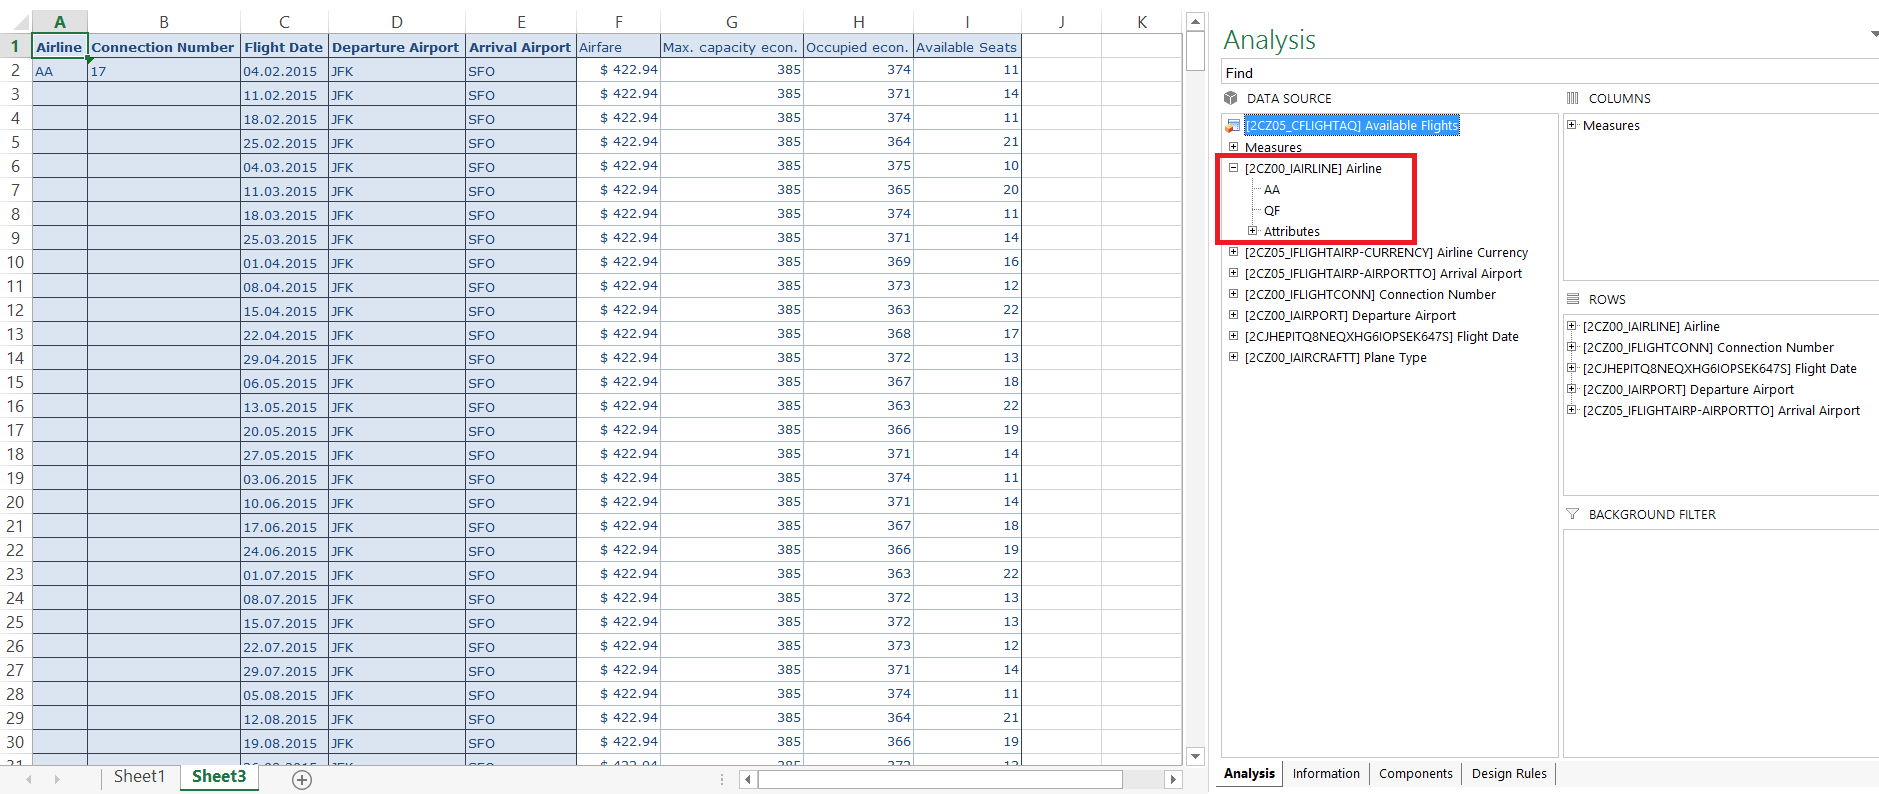 A B C D E F G H I J K
1 Airline Connection Number Flight Date Departure Airport Arrival Airport Airfare Max. capacity econ. Occupied econ. Available Seats
2 AA 17 04.02.2015 JFK SFO $ 422.94 385 374 11
3 11.02.2015 JFK SFO $ 422.94 385 371 14
4 18.02.2015 JFK SFO $ 422.94 385 374 11
5 25.02.2015 JFK SFO $ 422.94 385 364 21
6 04.03.2015 JFK SFO $ 422.94 385 375 10
7 11.03.2015 JFK SFO $ 422.94 385 365 20
8 18.03.2015 JFK SFO $ 422.94 385 374 11
9 25.03.2015 JFK SFO $ 422.94 385 371 14
10 01.04.2015 JFK SFO $ 422.94 385 369 16
11 08.04.2015 JFK SFO $ 422.94 385 373 12
12 15.04.2015 JFK SFO $ 422.94 385 363 22
13 22.04.2015 JFK SFO $ 422.94 385 368 17
14 29.04.2015 JFK SFO $ 422.94 385 372 13
15 06.05.2015 JFK SFO $ 422.94 385 367 18
16 13.05.2015 JFK SFO $ 422.94 385 363 22
17 20.05.2015 JFK SFO $ 422.94 385 366 19
18 27.05.2015 JFK SFO $ 422.94 385 371 14
19 03.06.2015 JFK SFO $ 422.94 385 374 11
20 10.06.2015 JFK SFO $ 422.94 385 371 14
21 17.06.2015 JFK SFO $ 422.94 385 367 18
22 24.06.2015 JFK SFO $ 422.94 385 366 19
23 01.07.2015 JFK SFO $ 422.94 385 363 22
24 08.07.2015 JFK SFO $ 422.94 385 372 13
25 15.07.2015 JFK SFO $ 422.94 385 372 13
26 22.07.2015 JFK SFO $ 422.94 385 373 12
27 29.07.2015 JFK SFO $ 422.94 385 371 14
28 05.08.2015 JFK SFO $ 422.94 385 374 11
29 12.08.2015 JFK SFO $ 422.94 385 364 21
30 19.08.2015 JFK SFO $ 422.94 385 366 19
Sheet1 Sheet3
Analysis
Find
DATA SOURCE
[2CZ05_CFLIGHTAQ] Available Flights
Measures
[2CZ00_IAIRLINE] Airline
AA
QF
Attributes
[2CZ05_IFLIGHTAIRP-CURRENCY] Airline Currency
[2CZ05_IFLIGHTAIRP-AIRPORTTO] Arrival Airport
[2CZ00_IFLIGHTCONN] Connection Number
[2CZ00_IAIRPORT] Departure Airport
[2CJHEPITQ8NEQXHG6IOPSEK647S] Flight Date
[2CZ00_IAIRCRAFTT] Plane Type
COLUMNS
Measures
ROWS
[2CZ00_IAIRLINE] Airline
[2CZ00_IFLIGHTCONN] Connection Number
[2CJHEPITQ8NEQXHG6IOPSEK647S] Flight Date
[2CZ00_IAIRPORT] Departure Airport
[2CZ05_IFLIGHTAIRP-AIRPORTTO] Arrival Airport
BACKGROUND FILTER
Analysis Information Components Design Rules